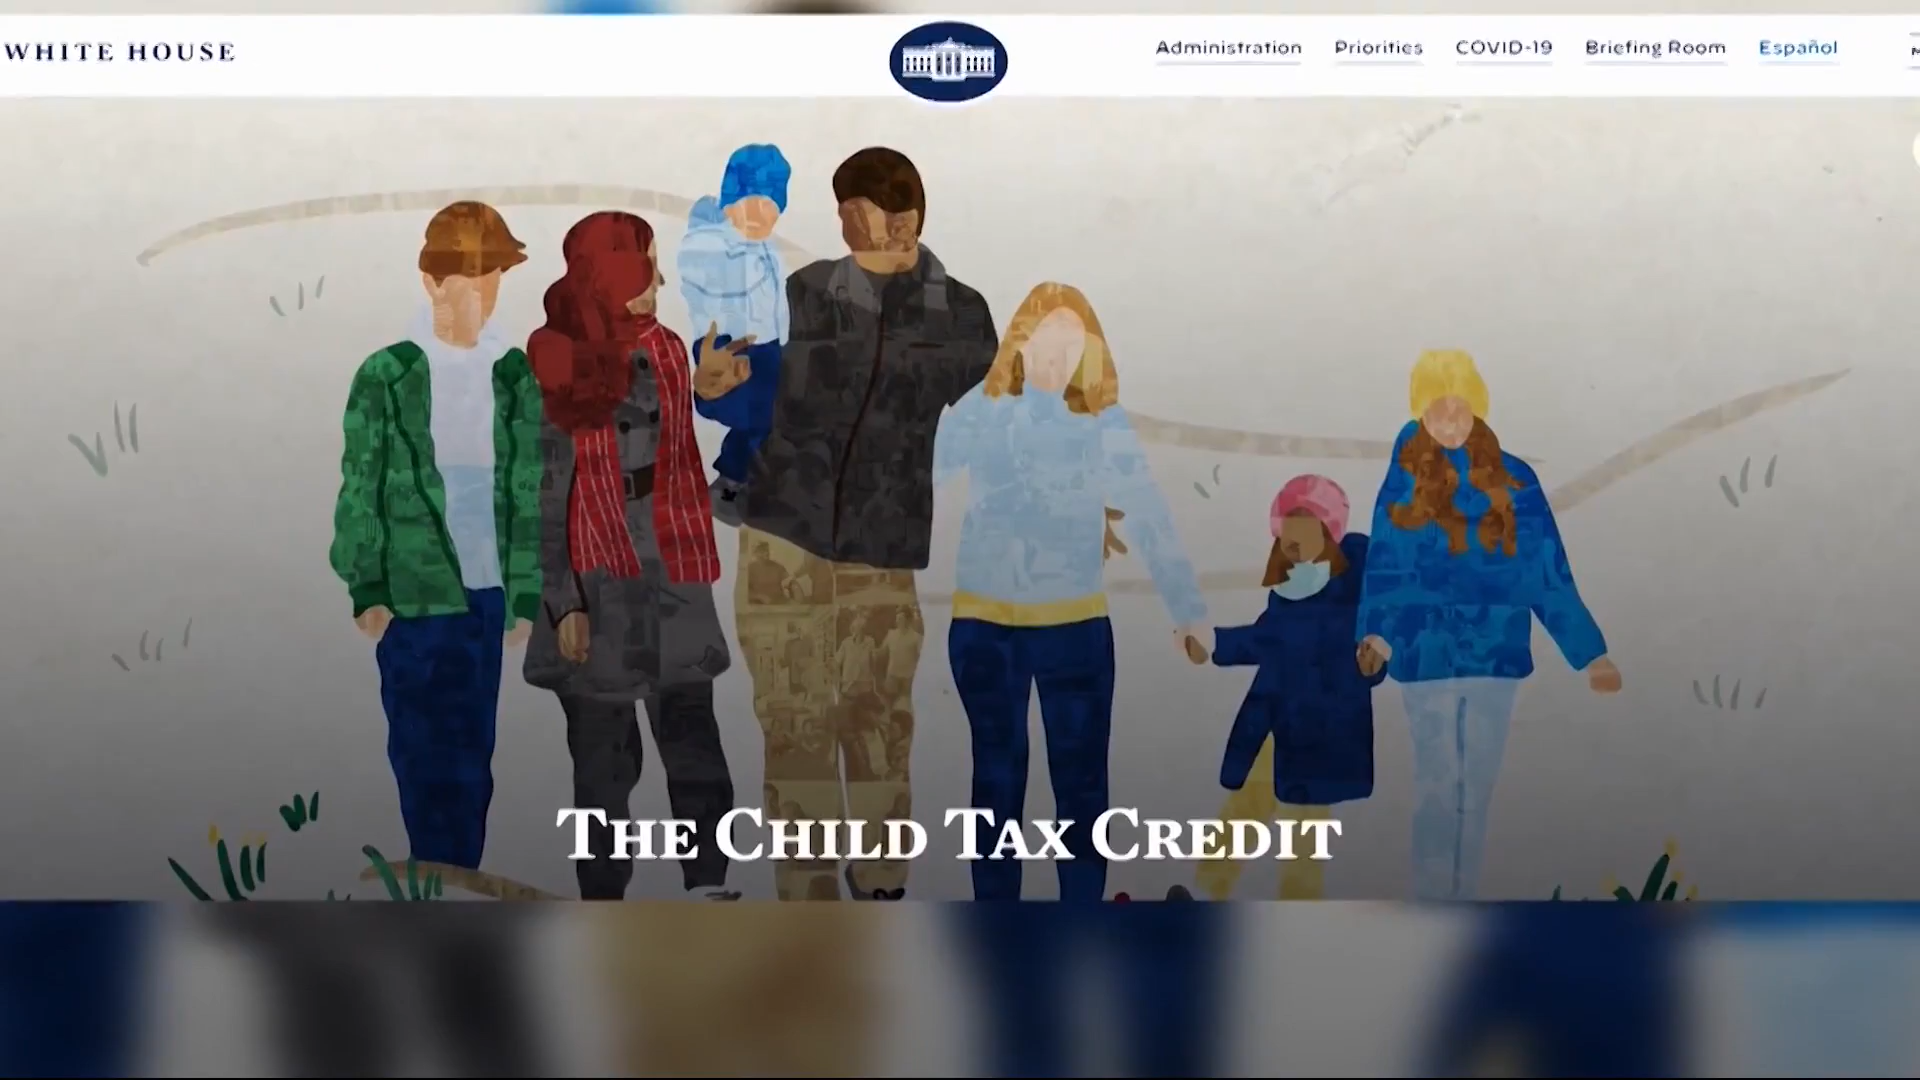 WHITE HOUSE
Administration
Priorities
COVID-19
Briefing Room
Español
THE CHILD TAX CREDIT